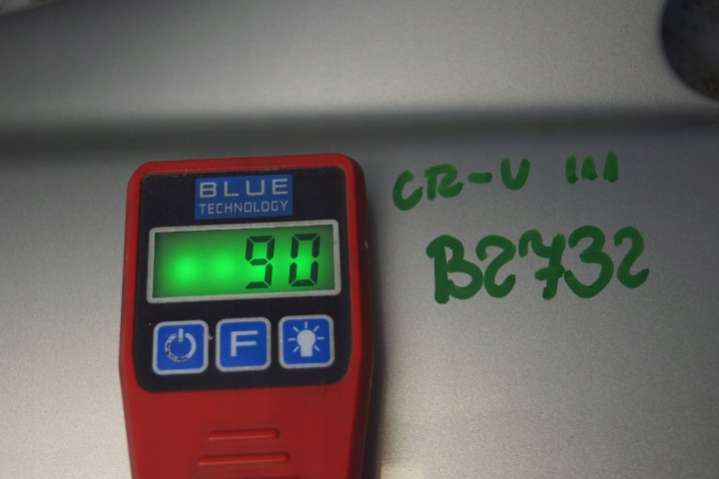 BLUE
TECHNOLOGY
90
F
CR-V III
B2732